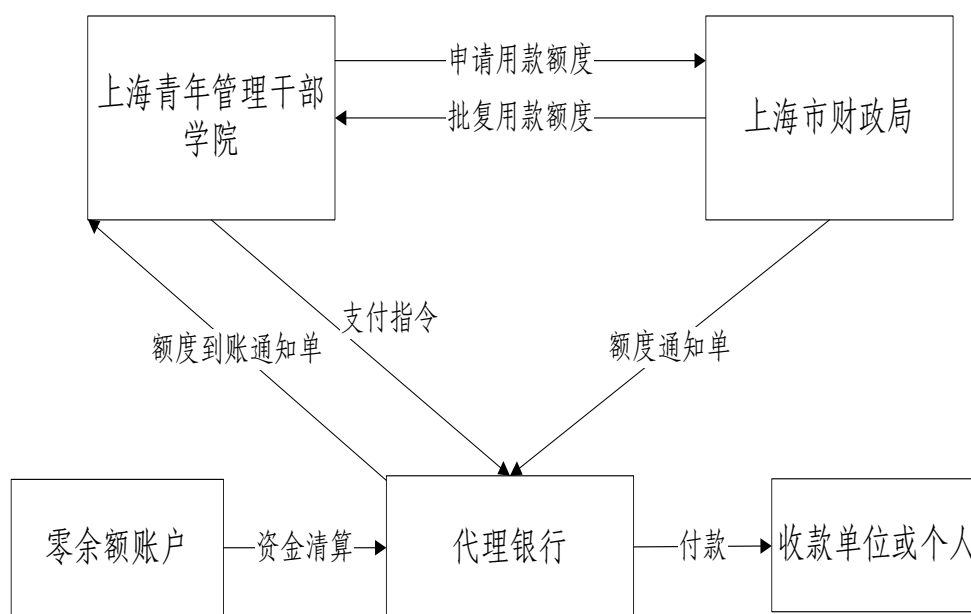 申请用款额度
上海青年管理干部
学院
批复用款额度
上海市财政局
支付指令
额度到账通知单
额度通知单
零余额账户
资金清算
代理银行
付款
收款单位或个人